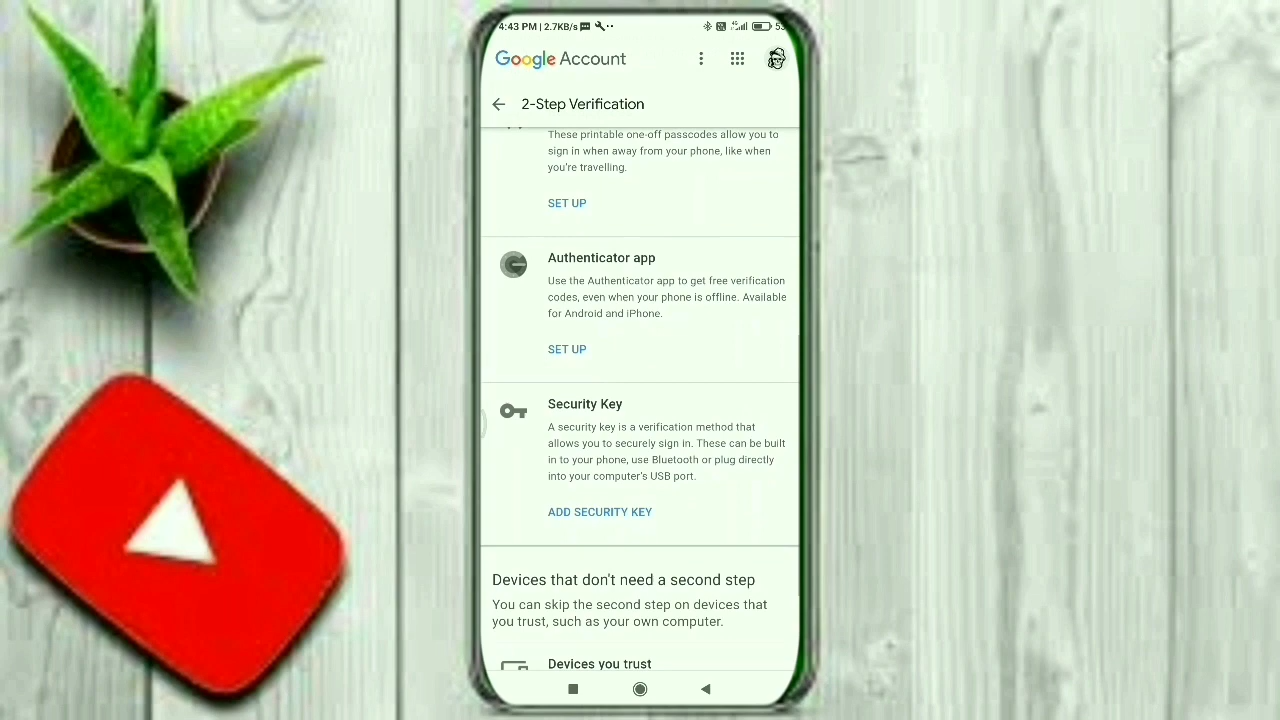 4:43 PM | 2.7KB/s
Google Account
2-Step Verification
These printable one-off passcodes allow you to
sign in when away from your phone, like when
you're travelling.
SET UP
Authenticator app
Use the Authenticator app to get free verification
codes, even when your phone is offline. Available
for Android and iPhone.
SET UP
Security Key
A security key is a verification method that
allows you to securely sign in. These can be built
in to your phone, use Bluetooth or plug directly
into your computer's USB port.
ADD SECURITY KEY
Devices that don't need a second step
You can skip the second step on devices that
you trust, such as your own computer.
Devices you trust